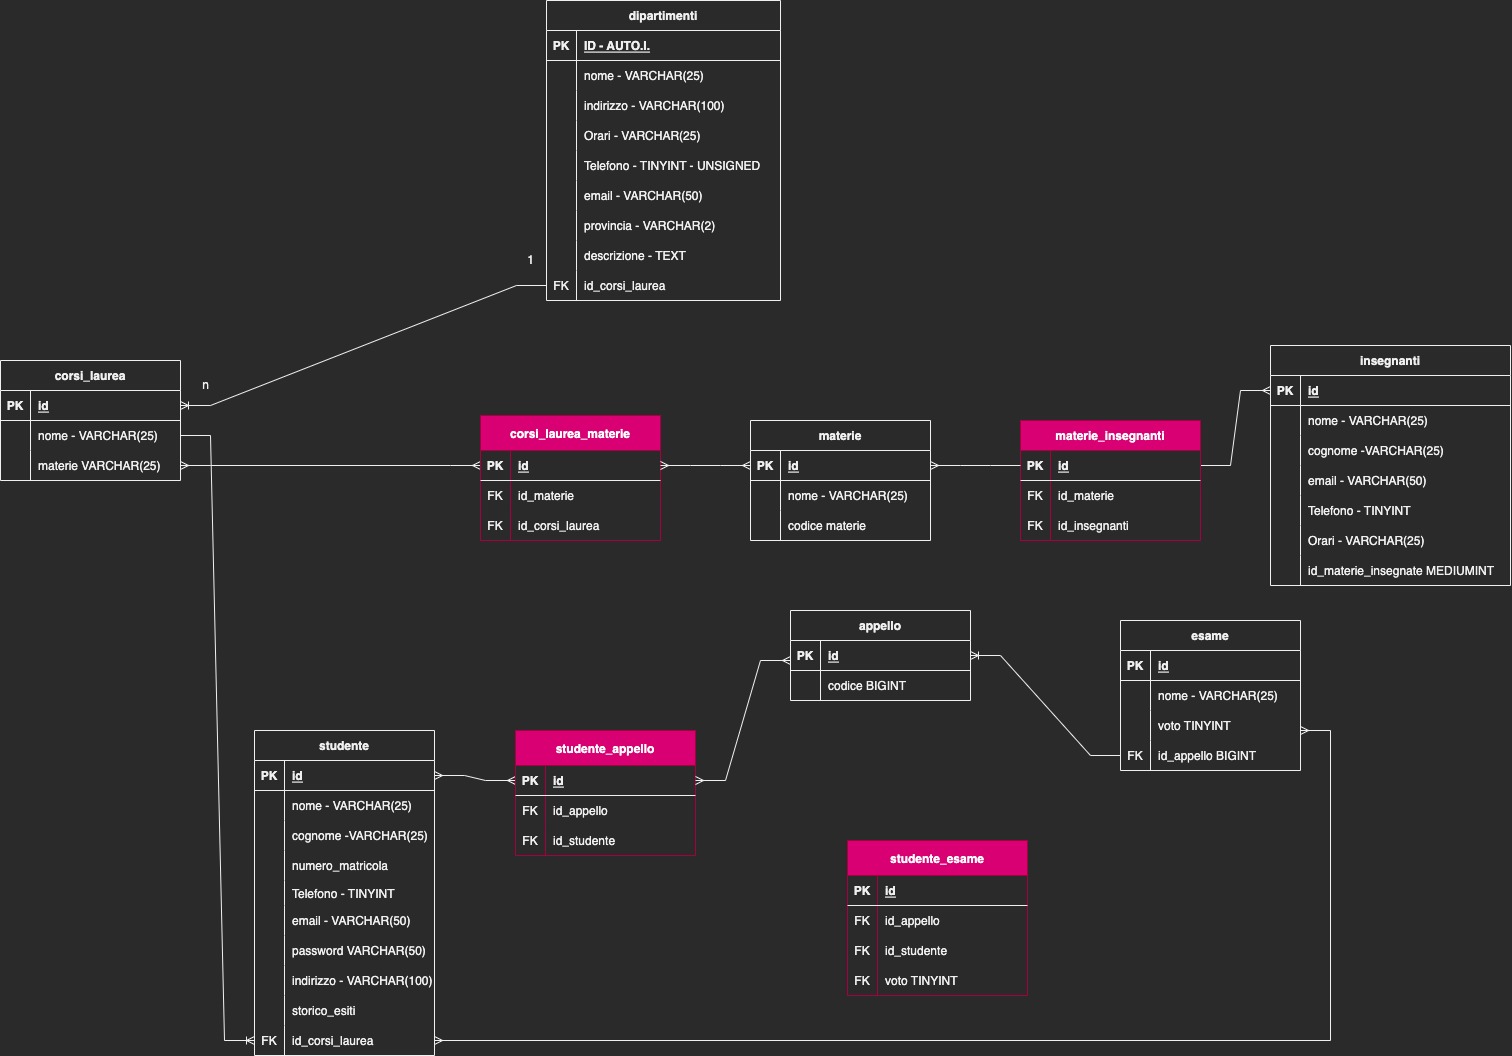 dipartimenti
PK ID - AUTO.I.
nome - VARCHAR(25)
indirizzo - VARCHAR(100)
Orari - VARCHAR(25)
Telefono - TINYINT - UNSIGNED
email - VARCHAR(50)
provincia - VARCHAR(2)
descrizione - TEXT
FK id_corsi_laurea
1
n
corsi_laurea
PK id
nome - VARCHAR(25)
materie VARCHAR(25)
corsi_laurea_materie
PK id
FK id_materie
FK id_corsi_laurea
materie
PK id
nome - VARCHAR(25)
codice materie
materie_insegnanti
PK id
FK id_materie
FK id_insegnanti
insegnanti
PK id
nome - VARCHAR(25)
cognome -VARCHAR(25)
email - VARCHAR(50)
Telefono - TINYINT
Orari - VARCHAR(25)
id_materie_insegnate MEDIUMINT
appello
PK id
codice BIGINT
esame
PK id
nome - VARCHAR(25)
voto TINYINT
FK id_appello BIGINT
studente
PK id
nome - VARCHAR(25)
cognome -VARCHAR(25)
numero_matricola
Telefono - TINYINT
email - VARCHAR(50)
password VARCHAR(50)
indirizzo - VARCHAR(100)
storico_esiti
FK id_corsi_laurea
studente_appello
PK id
FK id_appello
FK id_studente
studente_esame
PK id
FK id_appello
FK id_studente
FK voto TINYINT